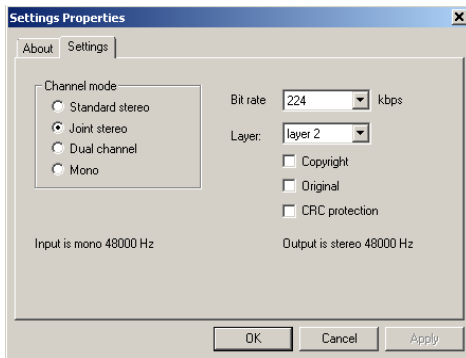 Settings Properties
About Settings
Channel mode
Standard stereo
Joint stereo
Dual channel
Mono
Bit rate 224 kbps
Layer: layer 2
Copyright
Original
CRC protection
Input is mono 48000 Hz
Output is stereo 48000 Hz
OK Cancel Apply